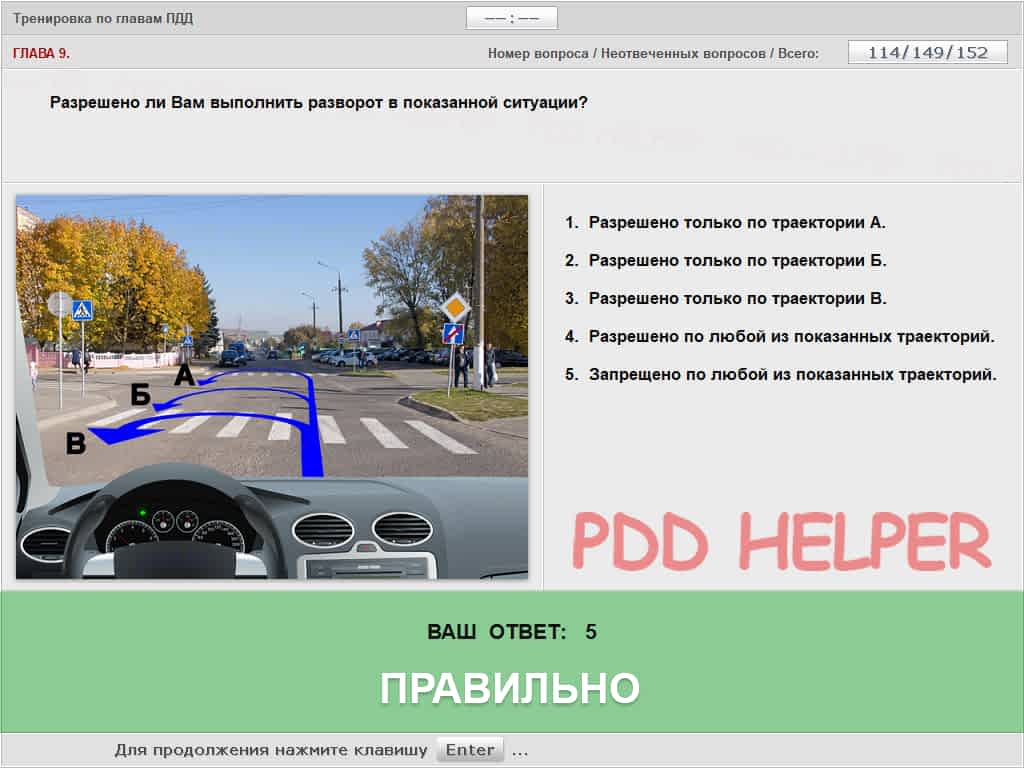 Тренировка по главам ПДД
––:––
ГЛАВА 9.
Номер вопроса / Неотвеченных вопросов / Всего:
114/149/152
Разрешено ли Вам выполнить разворот в показанной ситуации?
А
Б
В
1. Разрешено только по траектории А.
2. Разрешено только по траектории Б.
3. Разрешено только по траектории В.
4. Разрешено по любой из показанных траекторий.
5. Запрещено по любой из показанных траекторий.
PDD HELPER
ВАШ ОТВЕТ: 5
ПРАВИЛЬНО
Для продолжения нажмите клавишу Enter ...